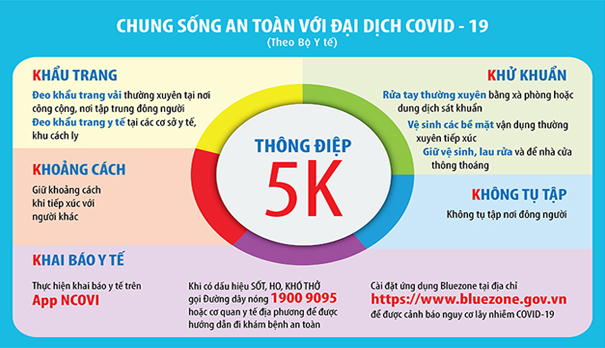 CHUNG SỐNG AN TOÀN VỚI ĐẠI DỊCH COVID - 19
(Theo Bộ Y tế)
KHẨU TRANG
Đeo khẩu trang vải thường xuyên tại nơi
công cộng, nơi tập trung đông người
Đeo khẩu trang y tế tại các cơ sở y tế,
khu cách ly
KHỬ KHUẨN
Rửa tay thường xuyên bằng xà phòng hoặc
dung dịch sát khuẩn
Vệ sinh các bề mặt vận dụng thường
xuyên tiếp xúc
Giữ vệ sinh, lau rửa và để nhà cửa
thông thoáng
THÔNG ĐIỆP
5K
KHOẢNG CÁCH
Giữ khoảng cách
khi tiếp xúc với
người khác
KHÔNG TỤ TẬP
Không tụ tập nơi đông người
KHAI BÁO Y TẾ
Thực hiện khai báo y tế trên
App NCOVI
Khi có dấu hiệu SỐT, HO, KHÓ THỞ
gọi Đường dây nóng 1900 9095
hoặc cơ quan y tế địa phương để được
hướng dẫn đi khám bệnh an toàn
Cài đặt ứng dụng Bluezone tại địa chỉ
https://www.bluezone.gov.vn
để được cảnh báo nguy cơ lây nhiễm COVID-19